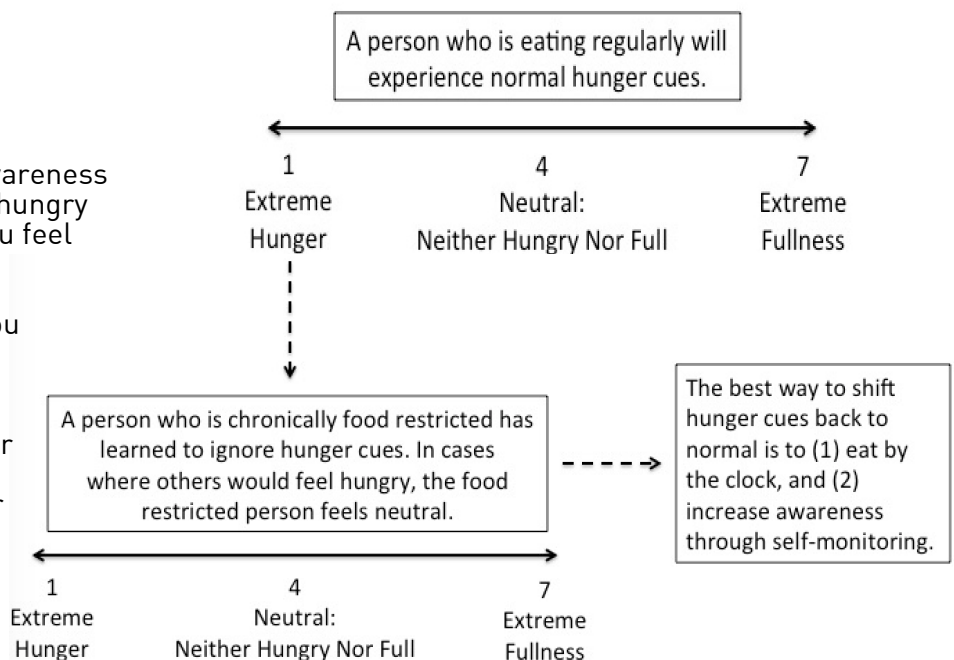 A person who is eating regularly will
experience normal hunger cues.
1
Extreme
Hunger
4
Neutral:
Neither Hungry Nor Full
7
Extreme
Fullness
hungry
u feel
A person who is chronically food restricted has
learned to ignore hunger cues. In cases
where others would feel hungry, the food
restricted person feels neutral.
The best way to shift
hunger cues back to
normal is to (1) eat by
the clock, and (2)
increase awareness
through self-monitoring.
1
Extreme
Hunger
4
Neutral:
Neither Hungry Nor Full
7
Extreme
Fullness